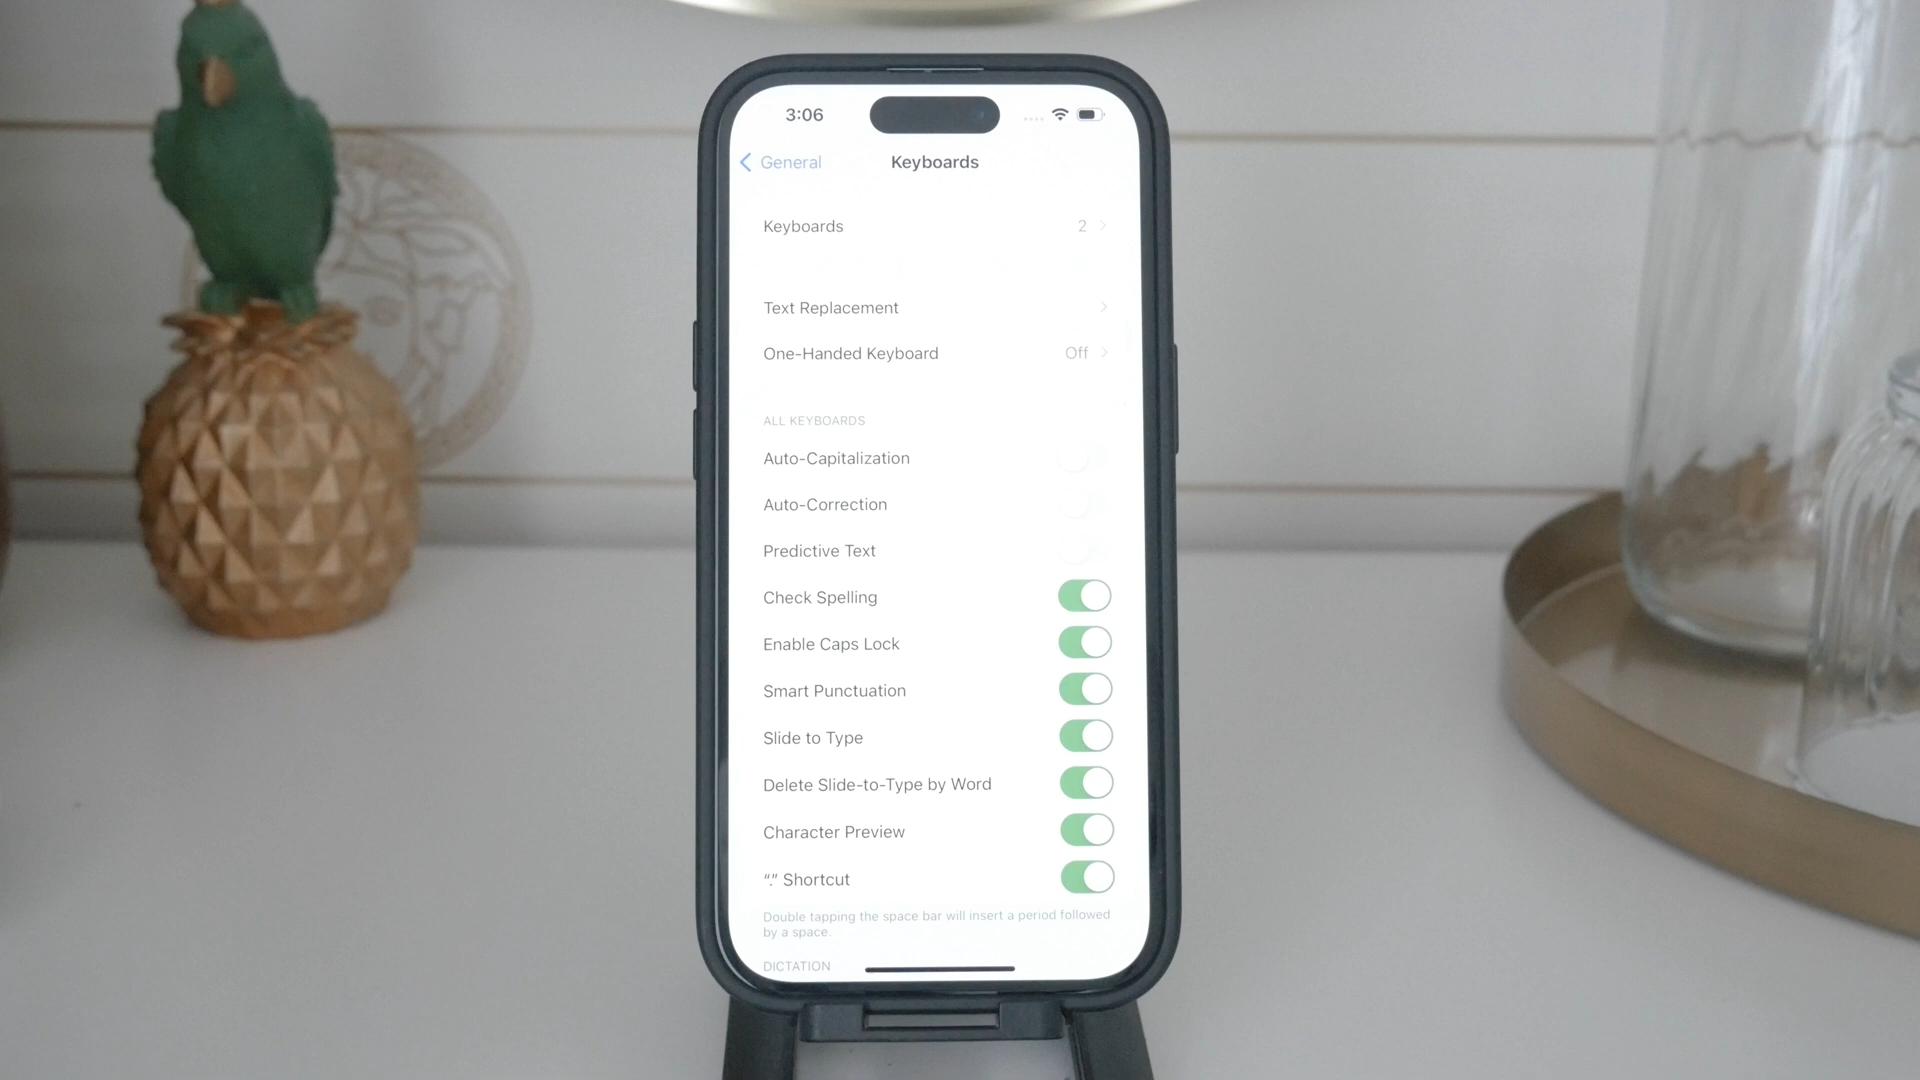 3:06
General
Keyboards
Keyboards 2
Text Replacement
One-Handed Keyboard Off
ALL KEYBOARDS
Auto-Capitalization
Auto-Correction
Predictive Text
Check Spelling
Enable Caps Lock
Smart Punctuation
Slide to Type
Delete Slide-to-Type by Word
Character Preview
“.” Shortcut
Double tapping the space bar will insert a period followed
by a space.
DICTATION